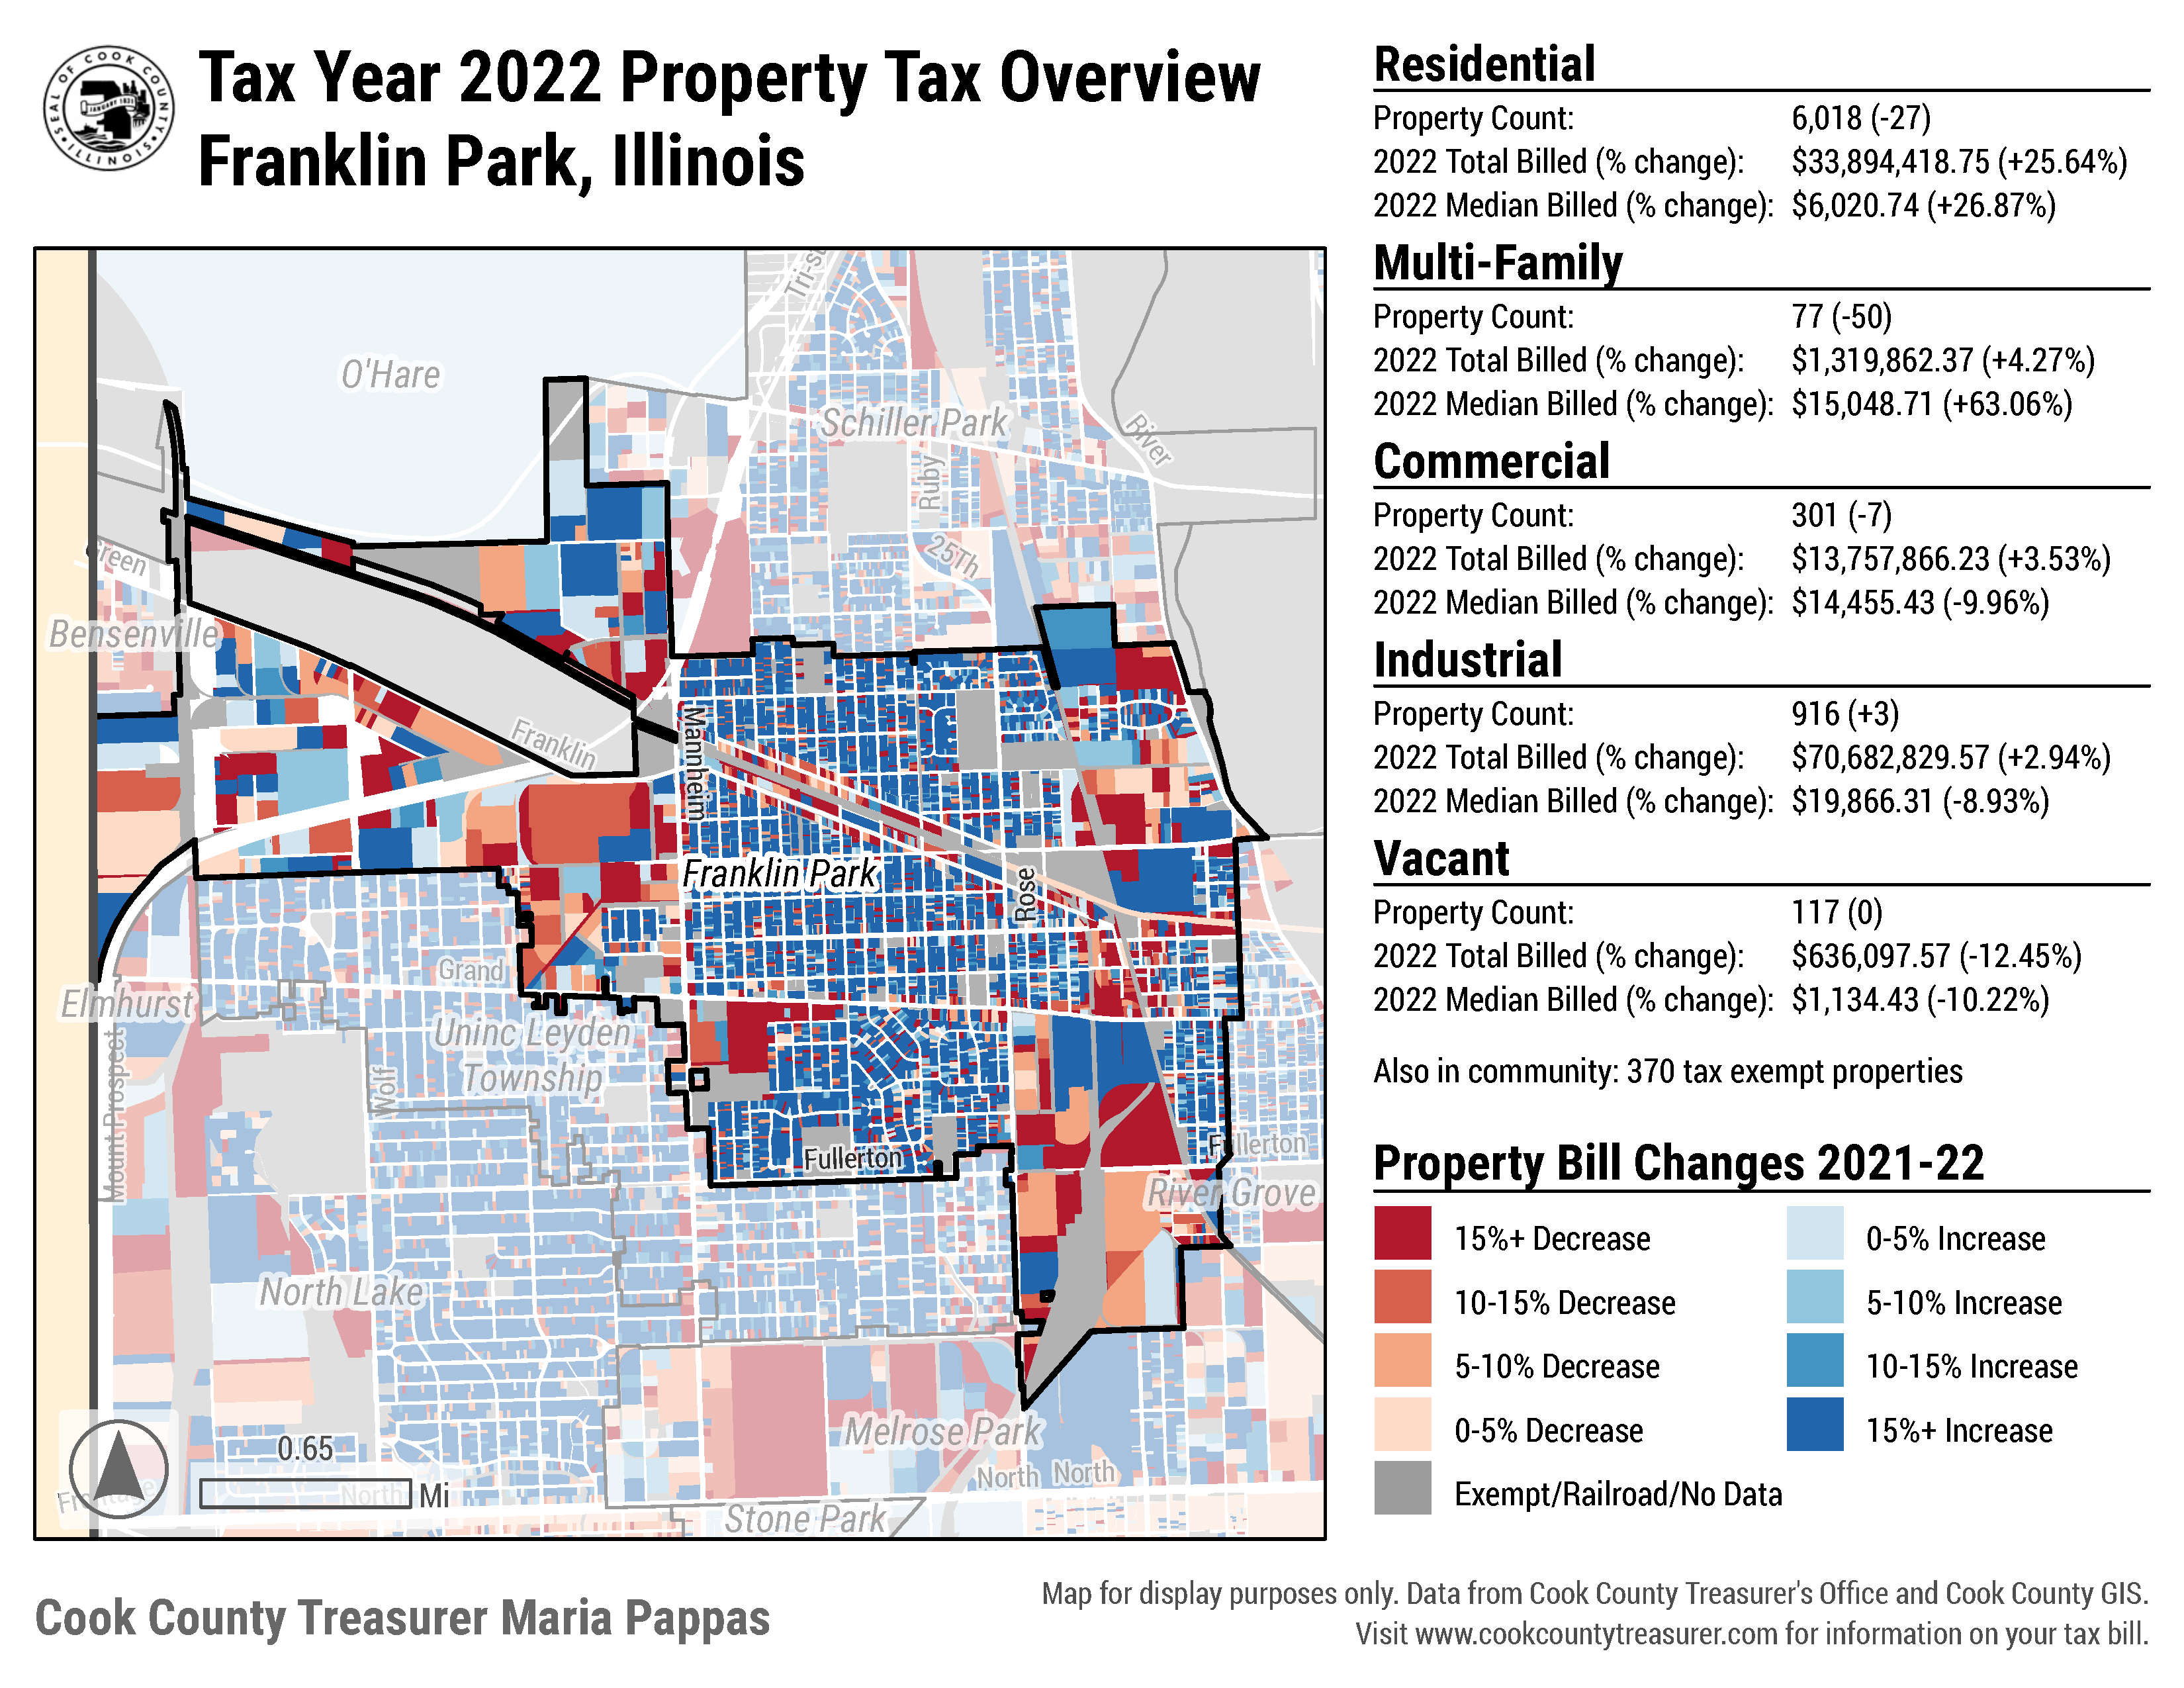 SEAL OF COOK COUNTY
JANUARY 1831
ILLINOIS
Tax Year 2022 Property Tax Overview
Franklin Park, Illinois
O'Hare
Schiller Park
River
Ruby
25Th
Green
Bensenville
Franklin
Mannheim
Franklin Park
Rose
Grand
Elmhurst
Uninc Leyden
Township
Wolf
Mount Prospect
Fullerton
Fullerton
River Grove
North Lake
Melrose Park
North North
North
Stone Park
0.65
Mi
Residential
Property Count: 6,018 (-27)
2022 Total Billed (% change): $33,894,418.75 (+25.64%)
2022 Median Billed (% change): $6,020.74 (+26.87%)
Multi-Family
Property Count: 77 (-50)
2022 Total Billed (% change): $1,319,862.37 (+4.27%)
2022 Median Billed (% change): $15,048.71 (+63.06%)
Commercial
Property Count: 301 (-7)
2022 Total Billed (% change): $13,757,866.23 (+3.53%)
2022 Median Billed (% change): $14,455.43 (-9.96%)
Industrial
Property Count: 916 (+3)
2022 Total Billed (% change): $70,682,829.57 (+2.94%)
2022 Median Billed (% change): $19,866.31 (-8.93%)
Vacant
Property Count: 117 (0)
2022 Total Billed (% change): $636,097.57 (-12.45%)
2022 Median Billed (% change): $1,134.43 (-10.22%)
Also in community: 370 tax exempt properties
Property Bill Changes 2021-22
15%+ Decrease
10-15% Decrease
5-10% Decrease
0-5% Decrease
Exempt/Railroad/No Data
0-5% Increase
5-10% Increase
10-15% Increase
15%+ Increase
Cook County Treasurer Maria Pappas
Map for display purposes only. Data from Cook County Treasurer's Office and Cook County GIS.
Visit www.cookcountytreasurer.com for information on your tax bill.